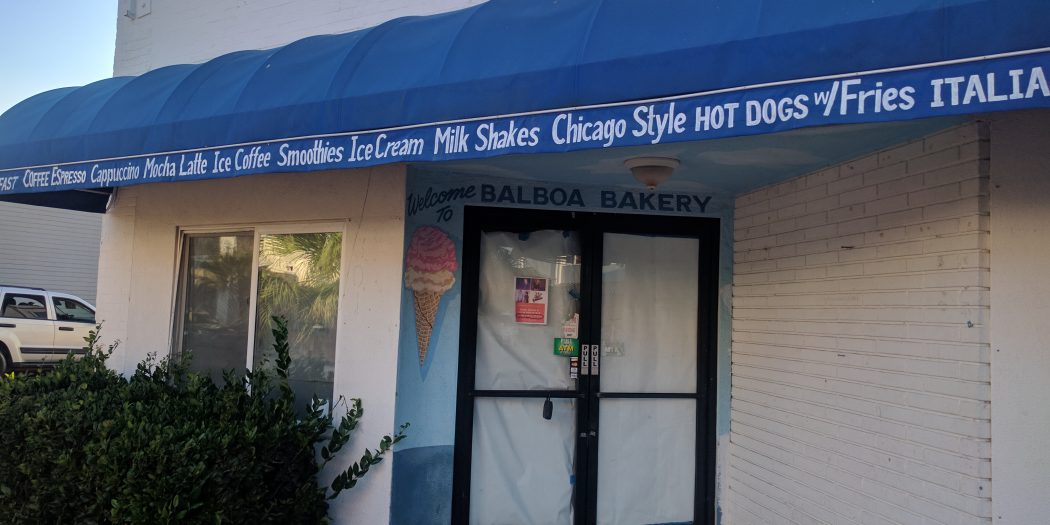 COFFEE ESPRESSO Cappuccino Mocha Latte Ice Coffee Smoothies Ice Cream Milk Shakes Chicago Style HOT DOGS w/Fries ITALIA
Welcome
TO
BALBOA BAKERY
ATM
PULL PULL